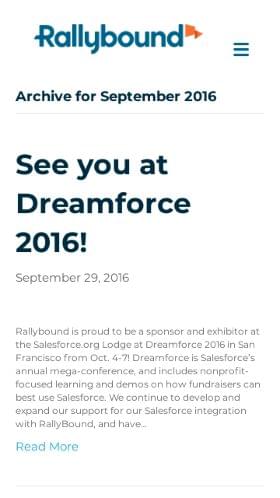 Rallybound
Archive for September 2016
See you at
Dreamforce
2016!
September 29, 2016
Rallybound is proud to be a sponsor and exhibitor at
the Salesforce.org Lodge at Dreamforce 2016 in San
Francisco from Oct. 4-7! Dreamforce is Salesforce's
annual mega-conference, and includes nonprofit-
focused learning and demos on how fundraisers can
best use Salesforce. We continue to develop and
expand our support for our Salesforce integration
with RallyBound, and have...
Read More